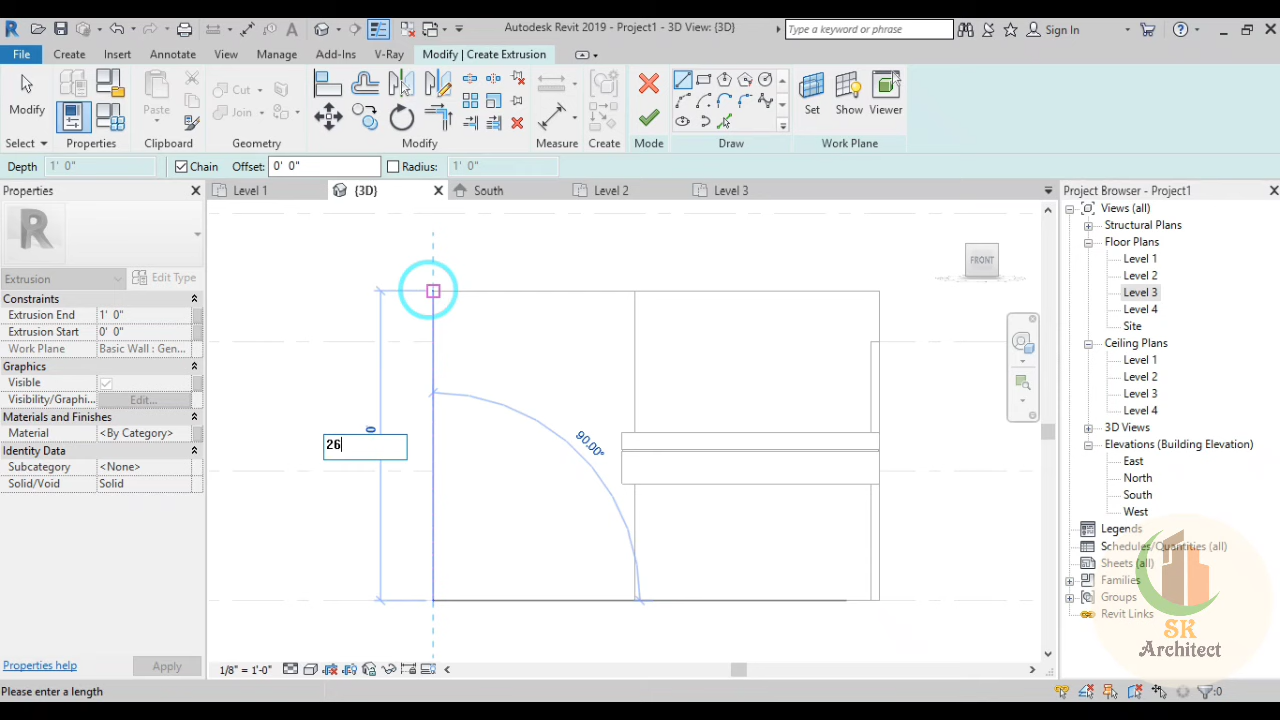 Autodesk Revit 2019 - Project1 - 3D View: {3D}
Type a keyword or phrase
Sign In
File Create Insert Annotate View Manage Add-Ins V-Ray Modify | Create Extrusion
Modify
Paste
Cut
Join
Set Show Viewer
Select Properties Clipboard Geometry Modify Measure Create Mode Draw Work Plane
Depth 1' 0" Chain Offset: 0' 0" Radius: 1' 0"
Properties
Level 1 {3D} South Level 2 Level 3
Project Browser - Project1
Extrusion Edit Type
Constraints
Extrusion End 1' 0"
Extrusion Start 0' 0"
Work Plane Basic Wall : Gen...
Graphics
Visible
Visibility/Graphi... Edit...
Materials and Finishes
Material <By Category>
Identity Data
Subcategory <None>
Solid/Void Solid
Properties help Apply
FRONT
0
26
90.00°
1/8" = 1'-0"
Views (all)
Structural Plans
Floor Plans
Level 1
Level 2
Level 3
Level 4
Site
Ceiling Plans
Level 1
Level 2
Level 3
Level 4
3D Views
Elevations (Building Elevation)
East
North
South
West
Legends
Schedules/Quantities (all)
Sheets (all)
Families
Groups
Revit Links
SK
Architect
Please enter a length
:0